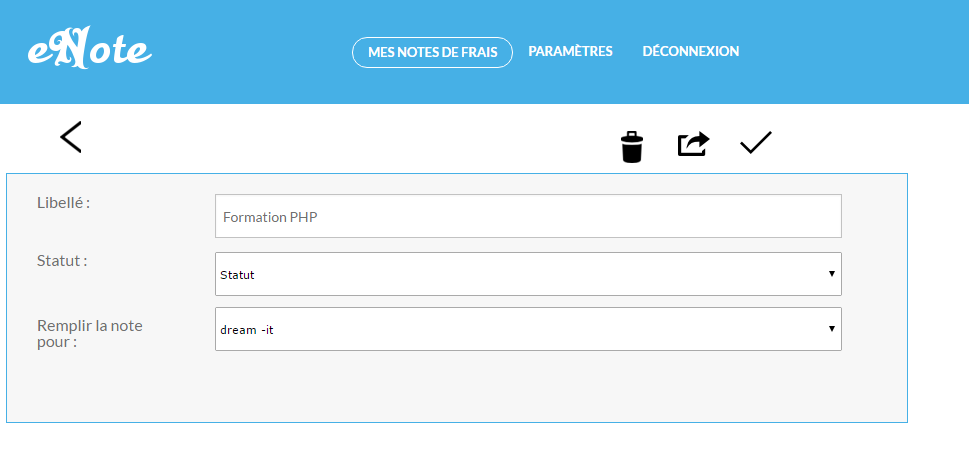 eNote
MES NOTES DE FRAIS PARAMÈTRES DÉCONNEXION
Libellé :
Formation PHP
Statut :
Statut
Remplir la note
pour :
dream -it